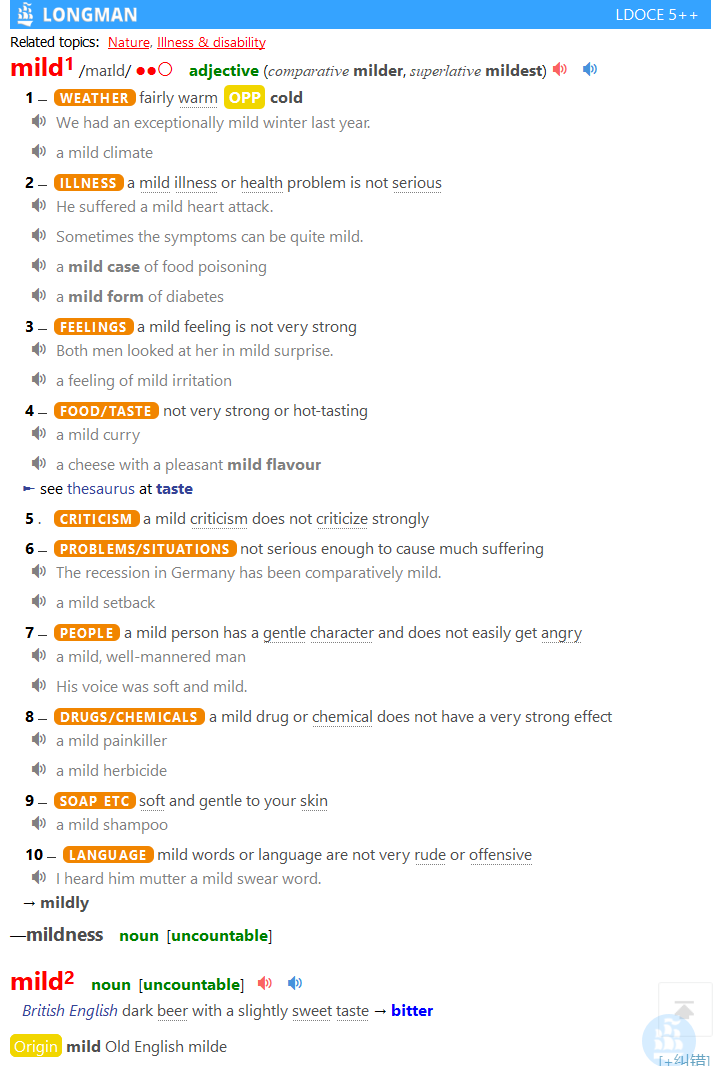 LONGMAN
LDOCE 5++
Related topics: Nature, Illness & disability
mild1 /maɪld/ ●●○ adjective (comparative milder, superlative mildest)
1 – WEATHER fairly warm OPP cold
We had an exceptionally mild winter last year.
a mild climate
2 – ILLNESS a mild illness or health problem is not serious
He suffered a mild heart attack.
Sometimes the symptoms can be quite mild.
a mild case of food poisoning
a mild form of diabetes
3 – FEELINGS a mild feeling is not very strong
Both men looked at her in mild surprise.
a feeling of mild irritation
4 – FOOD/TASTE not very strong or hot-tasting
a mild curry
a cheese with a pleasant mild flavour
► see thesaurus at taste
5 . CRITICISM a mild criticism does not criticize strongly
6 – PROBLEMS/SITUATIONS not serious enough to cause much suffering
The recession in Germany has been comparatively mild.
a mild setback
7 – PEOPLE a mild person has a gentle character and does not easily get angry
a mild, well-mannered man
His voice was soft and mild.
8 – DRUGS/CHEMICALS a mild drug or chemical does not have a very strong effect
a mild painkiller
a mild herbicide
9 – SOAP ETC soft and gentle to your skin
a mild shampoo
10 – LANGUAGE mild words or language are not very rude or offensive
I heard him mutter a mild swear word.
→ mildly
—mildness noun [uncountable]
mild2 noun [uncountable]
British English dark beer with a slightly sweet taste → bitter
Origin mild Old English milde
[+纠错]